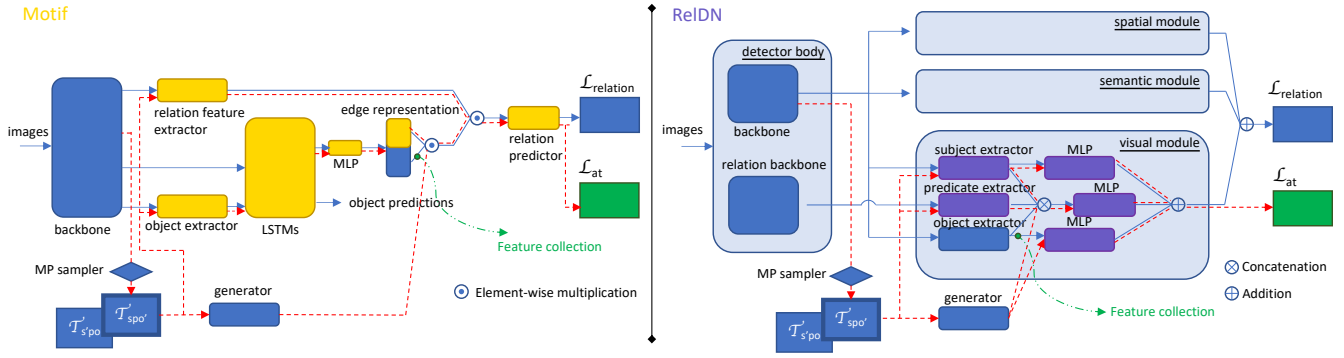 Motif
images
backbone
relation feature
extractor
object extractor
LSTMs
MLP
edge representation
object predictions
relation
predictor
ℒrelation
ℒat
Feature collection
MP sampler
generator
𝒯's'po
𝒯'spo'
Element-wise multiplication
RelDN
images
detector body
backbone
relation backbone
spatial module
semantic module
visual module
subject extractor
predicate extractor
object extractor
MLP
MLP
MLP
ℒrelation
ℒat
MP sampler
generator
𝒯's'po
𝒯'spo'
Feature collection
Concatenation
Addition